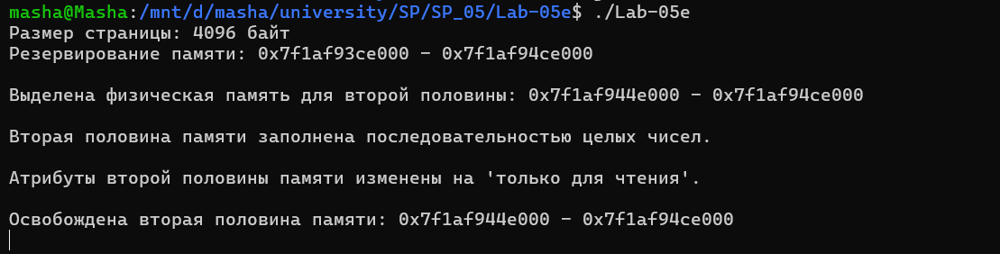 masha@Masha:/mnt/d/masha/university/SP/SP_05/Lab-05e$ ./Lab-05e
Размер страницы: 4096 байт
Резервирование памяти: 0x7f1af93ce000 - 0x7f1af94ce000
Выделена физическая память для второй половины: 0x7f1af944e000 - 0x7f1af94ce000
Вторая половина памяти заполнена последовательностью целых чисел.
Атрибуты второй половины памяти изменены на 'только для чтения'.
Освобождена вторая половина памяти: 0x7f1af944e000 - 0x7f1af94ce000